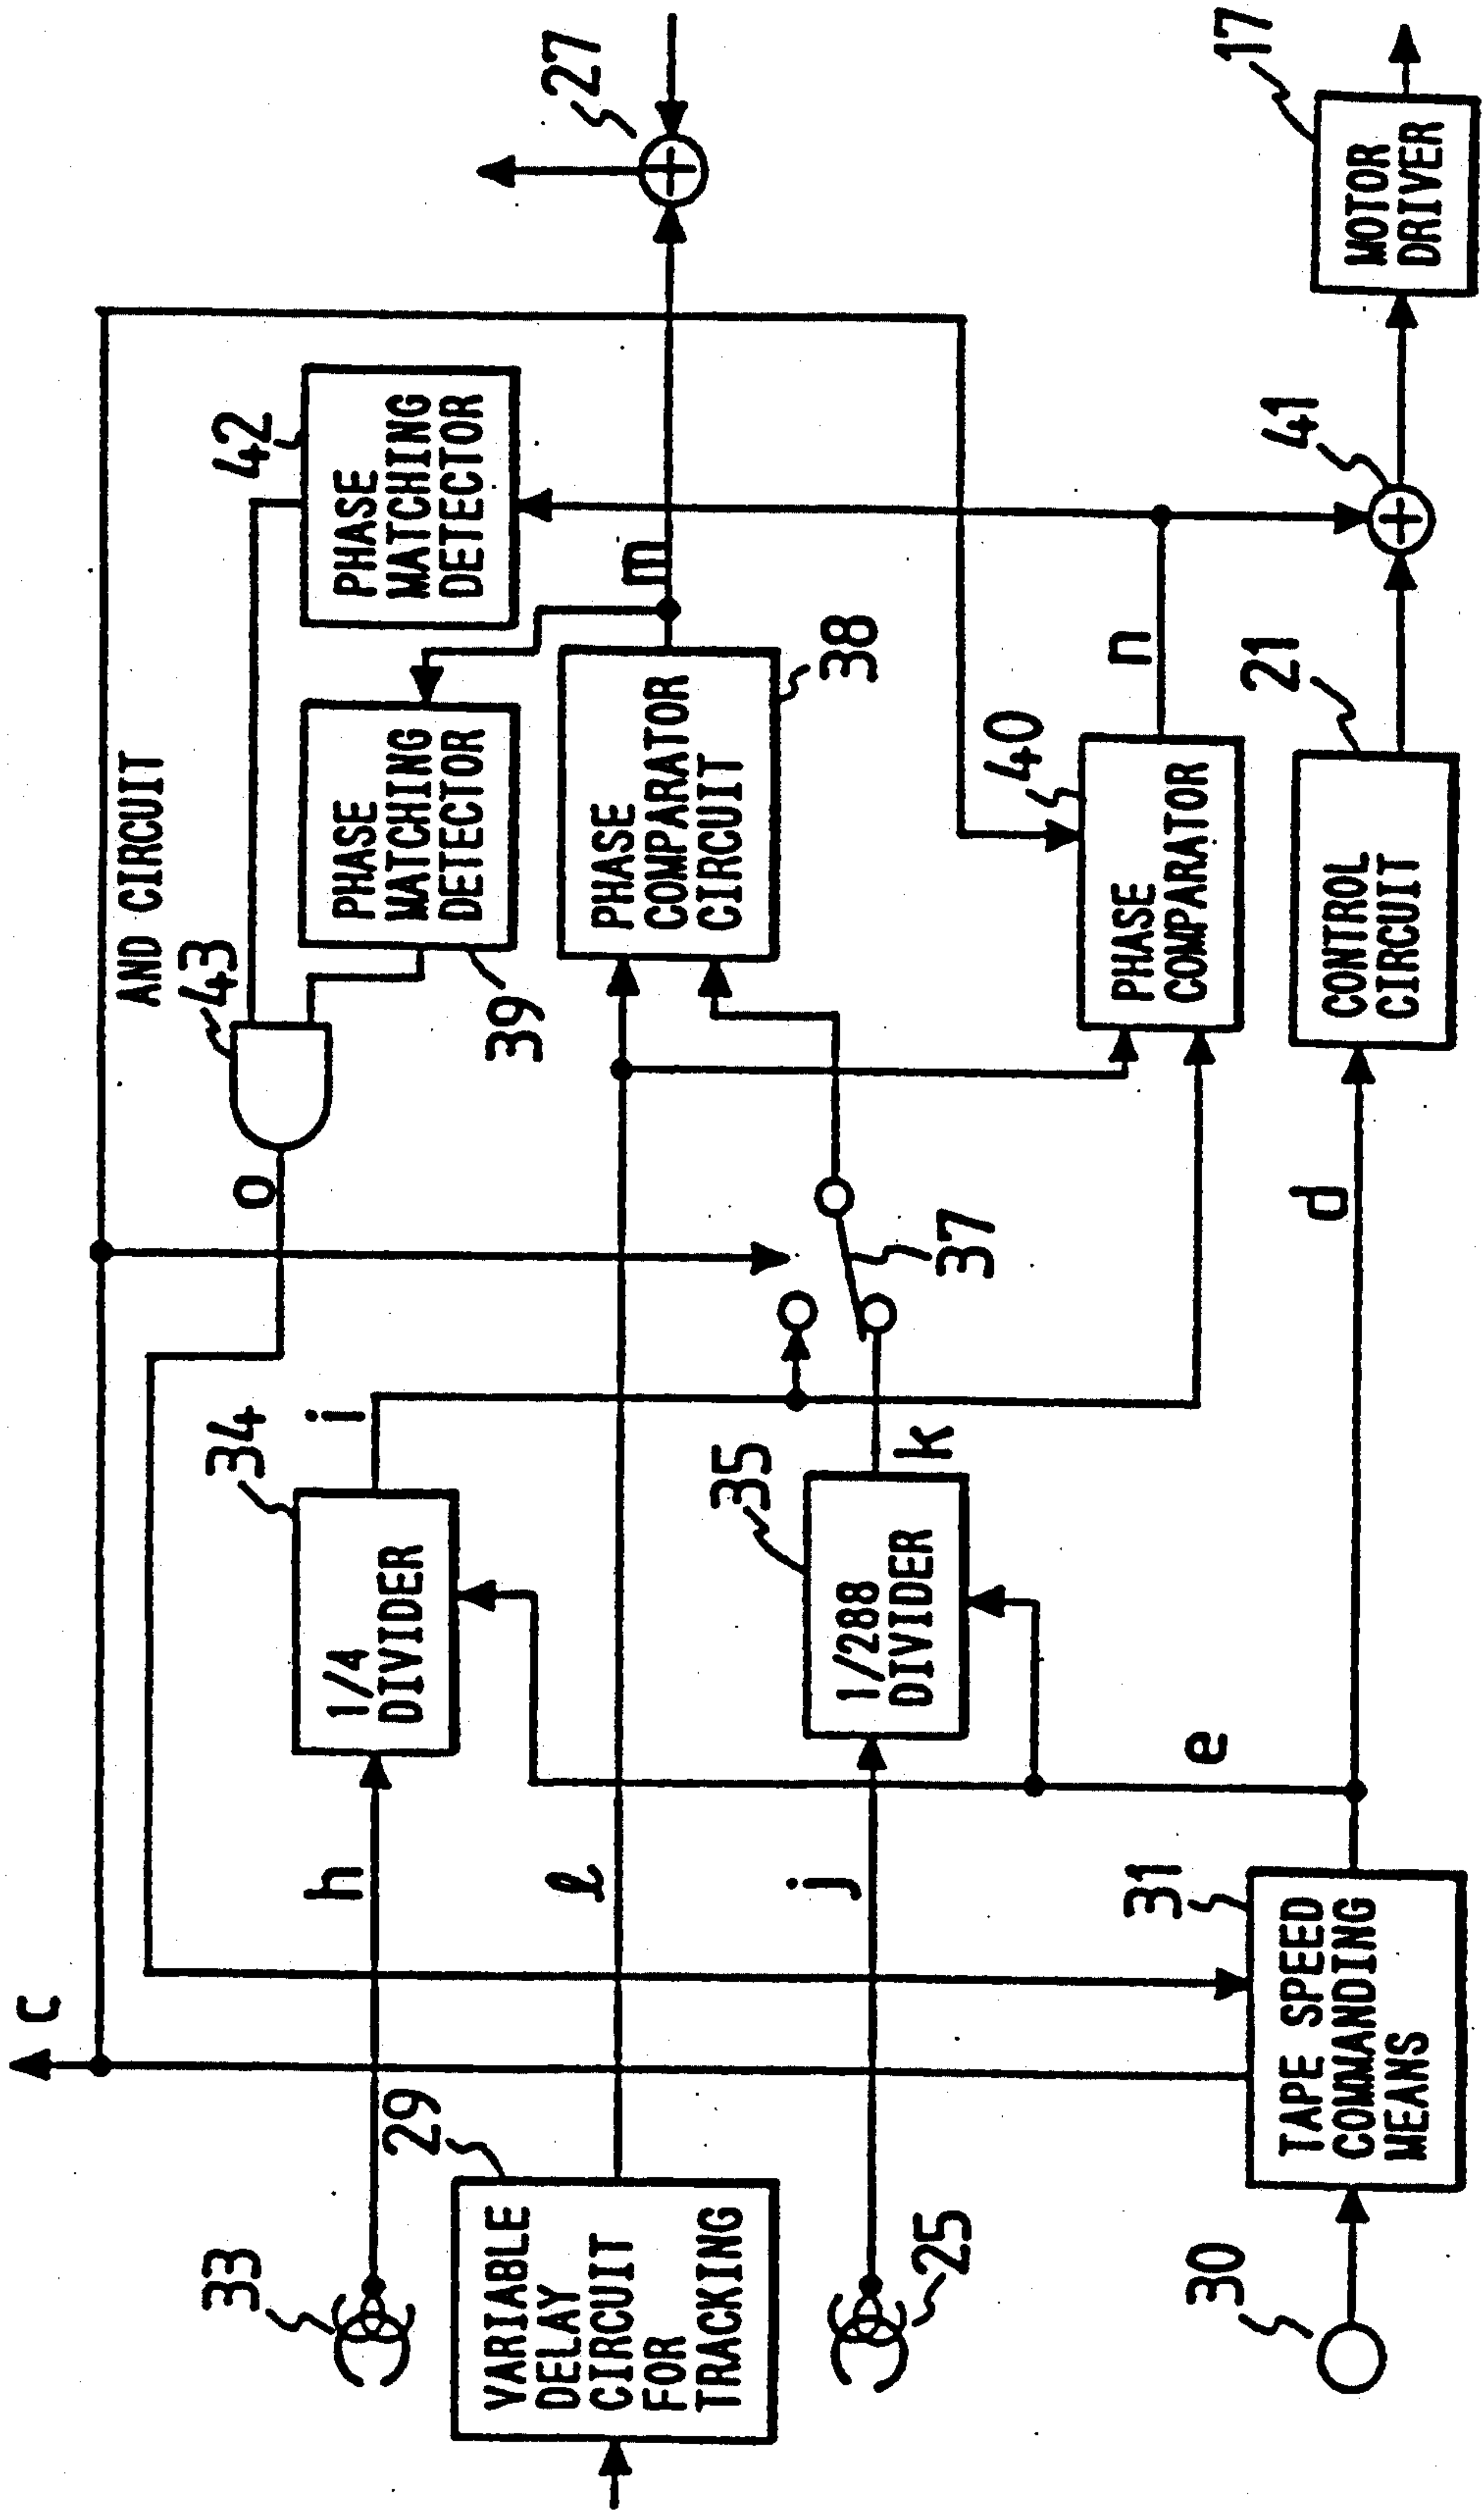 C
AND CIRCUIT
43
33
34
42
o
h
i
1/4
DIVIDER
PHASE
MATCHING
DETECTOR
39
PHASE
MATCHING
DETECTOR
27
29
VARIABLE
DELAY
CIRCUIT
FOR
TRACKING
ℓ
PHASE
COMPARATOR
CIRCUIT
38
m
25
j
35
1/288
DIVIDER
k
37
40
PHASE
COMPARATOR
n
30
31
TAPE SPEED
COMMANDING
MEANS
e
d
21
CONTROL
CIRCUIT
41
17
MOTOR
DRIVER